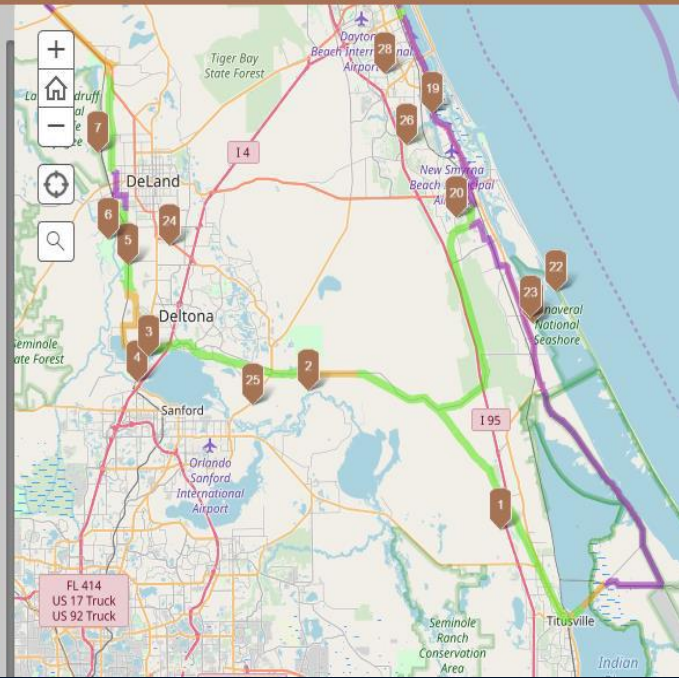 +
−
Tiger Bay
State Forest
Dayton
Beach International
Airport
28
19
26
7
I 4
New Smyrna
Beach Municipal
DeLand
20
6
5
24
22
23
Canaveral
National
Seashore
Deltona
3
4
Seminole
State Forest
2
25
Sanford
I 95
Orlando
Sanford
International
Airport
1
FL 414
US 17 Truck
US 92 Truck
Titusville
Seminole
Ranch
Conservation
Area
Indian